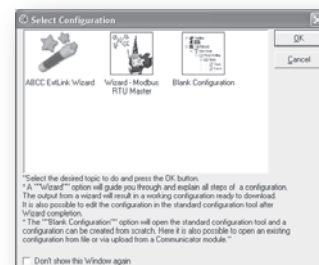 Select Configuration
OK
Cancel
ABCC ExtLink Wizard
Wizard - Modbus
RTU Master
Blank Configuration
"Select the desired topic to do and press the OK button.
* A ""Wizard"" option will guide you through and explain all steps of a configuration.
The output from a wizard will result in a working configuration ready to download.
It is also possible to edit the configuration in the standard configuration tool after
Wizard completion.
* The ""Blank Configuration"" option will open the standard configuration tool and a
configuration can be created from scratch. Here it is also possible to open an existing
configuration from file or via upload from a Communicator module."
Don't show this Window again